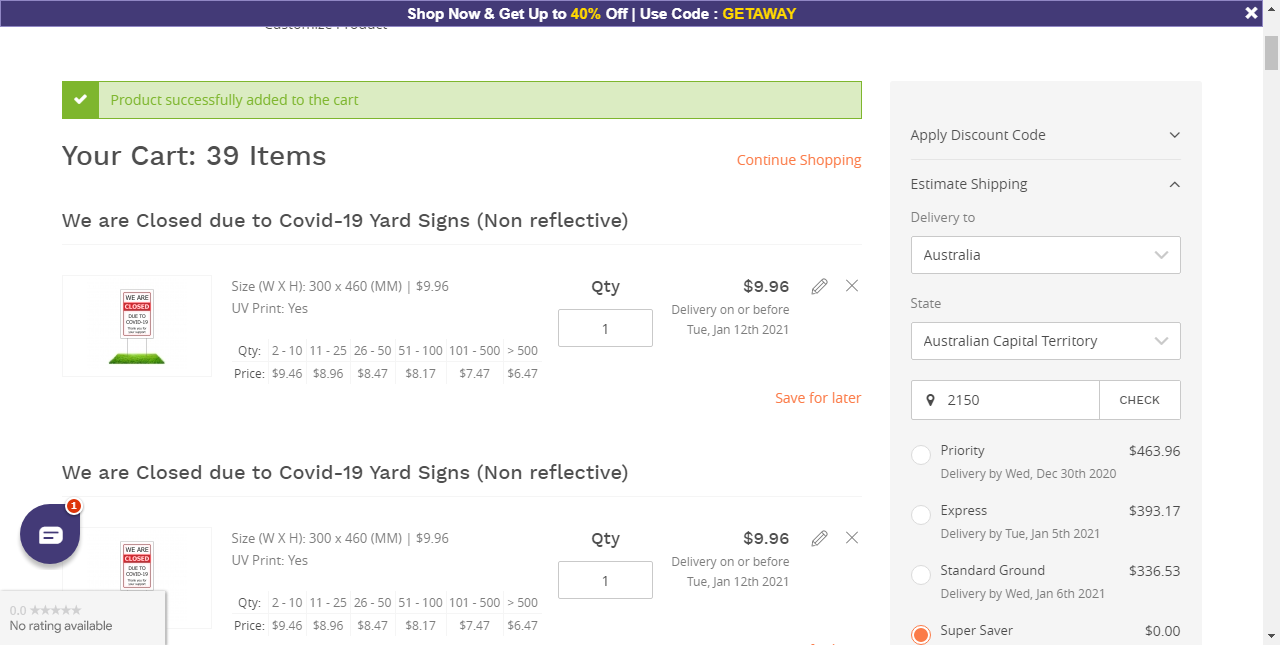 Shop Now & Get Up to 40% Off | Use Code : GETAWAY
Customize Product
Product successfully added to the cart
Your Cart: 39 Items
Continue Shopping
We are Closed due to Covid-19 Yard Signs (Non reflective)
WE ARE
CLOSED
DUE TO
COVID-19
Thank you for
your support
Size (W X H): 300 x 460 (MM) | $9.96
UV Print: Yes
Qty: 2 - 10 11 - 25 26 - 50 51 - 100 101 - 500 > 500
Price: $9.46 $8.96 $8.47 $8.17 $7.47 $6.47
Qty
1
$9.96
Delivery on or before
Tue, Jan 12th 2021
Save for later
We are Closed due to Covid-19 Yard Signs (Non reflective)
WE ARE
CLOSED
DUE TO
COVID-19
Thank you for
your support
Size (W X H): 300 x 460 (MM) | $9.96
UV Print: Yes
Qty: 2 - 10 11 - 25 26 - 50 51 - 100 101 - 500 > 500
Price: $9.46 $8.96 $8.47 $8.17 $7.47 $6.47
Qty
1
$9.96
Delivery on or before
Tue, Jan 12th 2021
1
0.0
No rating available
Apply Discount Code
Estimate Shipping
Delivery to
Australia
State
Australian Capital Territory
2150
CHECK
Priority $463.96
Delivery by Wed, Dec 30th 2020
Express $393.17
Delivery by Tue, Jan 5th 2021
Standard Ground $336.53
Delivery by Wed, Jan 6th 2021
Super Saver $0.00